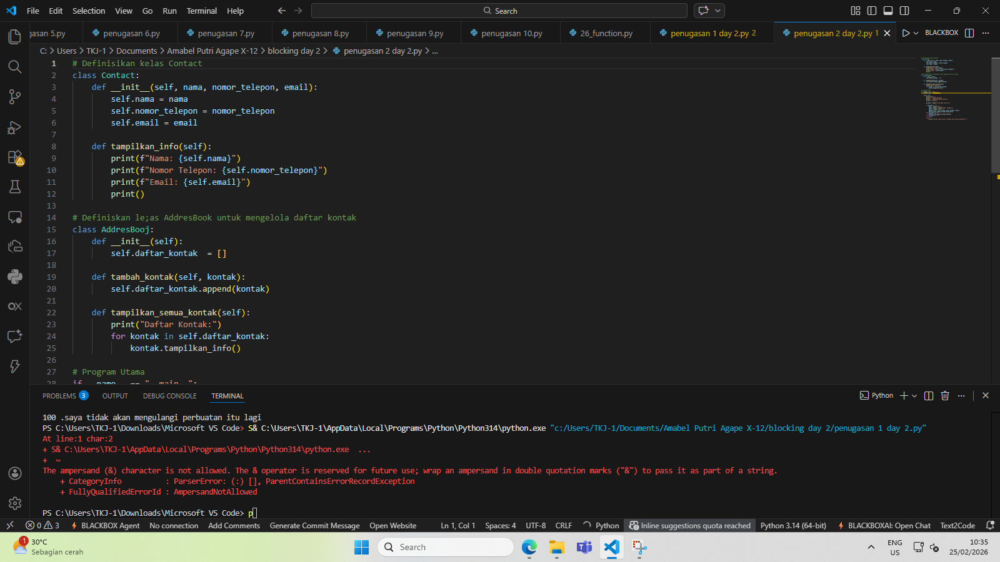 File Edit Selection View Go Run Terminal Help
Search
gasan 5.py penugasan 6.py penugasan 7.py penugasan 8.py penugasan 9.py penugasan 10.py 26_function.py penugasan 1 day 2.py 2 penugasan 2 day 2.py 1 BLACKBOX
C: > Users > TKJ-1 > Documents > Amabel Putri Agape X-12 > blocking day 2 > penugasan 2 day 2.py > ...
1 # Definisikan kelas Contact
2 class Contact:
3 def __init__(self, nama, nomor_telepon, email):
4 self.nama = nama
5 self.nomor_telepon = nomor_telepon
6 self.email = email
7
8 def tampilkan_info(self):
9 print(f"Nama: {self.nama}")
10 print(f"Nomor Telepon: {self.nomor_telepon}")
11 print(f"Email: {self.email}")
12 print()
13
14 # Definiskan le;as AddresBook untuk mengelola daftar kontak
15 class AddresBooj:
16 def __init__(self):
17 self.daftar_kontak  = []
18
19 def tambah_kontak(self, kontak):
20 self.daftar_kontak.append(kontak)
21
22 def tampilkan_semua_kontak(self):
23 print("Daftar Kontak:")
24 for kontak in self.daftar_kontak:
25 kontak.tampilkan_info()
26
27 # Program Utama
28 if __name__ == "__main__":
PROBLEMS 3 OUTPUT DEBUG CONSOLE TERMINAL Python
100 .saya tidak akan mengulangi perbuatan itu lagi
PS C:\Users\TKJ-1\Downloads\Microsoft VS Code> S& C:\Users\TKJ-1\AppData\Local\Programs\Python\Python314\python.exe "c:/Users/TKJ-1/Documents/Amabel Putri Agape X-12/blocking day 2/penugasan 1 day 2.py"
At line:1 char:2
+ S& C:\Users\TKJ-1\AppData\Local\Programs\Python\Python314\python.exe  ...
+  ~
The ampersand (&) character is not allowed. The & operator is reserved for future use; wrap an ampersand in double quotation marks ("&") to pass it as part of a string.
+ CategoryInfo          : ParserError: (:) [], ParentContainsErrorRecordException
+ FullyQualifiedErrorId : AmpersandNotAllowed
PS C:\Users\TKJ-1\Downloads\Microsoft VS Code> p
0 3 BLACKBOX Agent No connection Add Comments Generate Commit Message Open Website Ln 1, Col 1 Spaces: 4 UTF-8 CRLF Python Inline suggestions quota reached Python 3.14 (64-bit) BLACKBOXAI: Open Chat Text2Code
1 30°C
Sebagian cerah
Search
ENG
US
10:35
25/02/2026